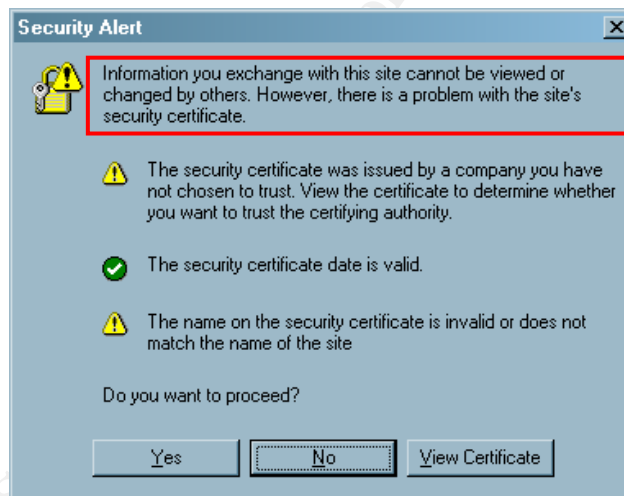 Security Alert
Information you exchange with this site cannot be viewed or
changed by others. However, there is a problem with the site's
security certificate.
The security certificate was issued by a company you have
not chosen to trust. View the certificate to determine whether
you want to trust the certifying authority.
The security certificate date is valid.
The name on the security certificate is invalid or does not
match the name of the site
Do you want to proceed?
Yes
No
View Certificate